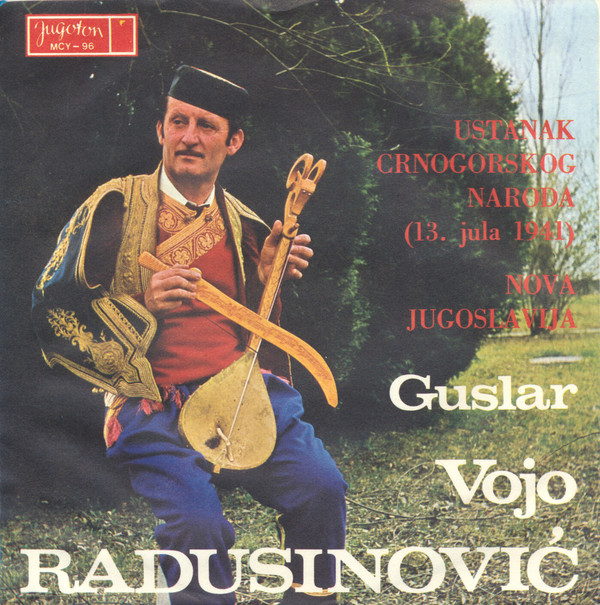 Jugoton
MCY-96
USTANAK
CRNOGORSKOG
NARODA
(13. jula 1941)
NOVA
JUGOSLAVIJA
Guslar
Vojo
RADUSINOVIĆ